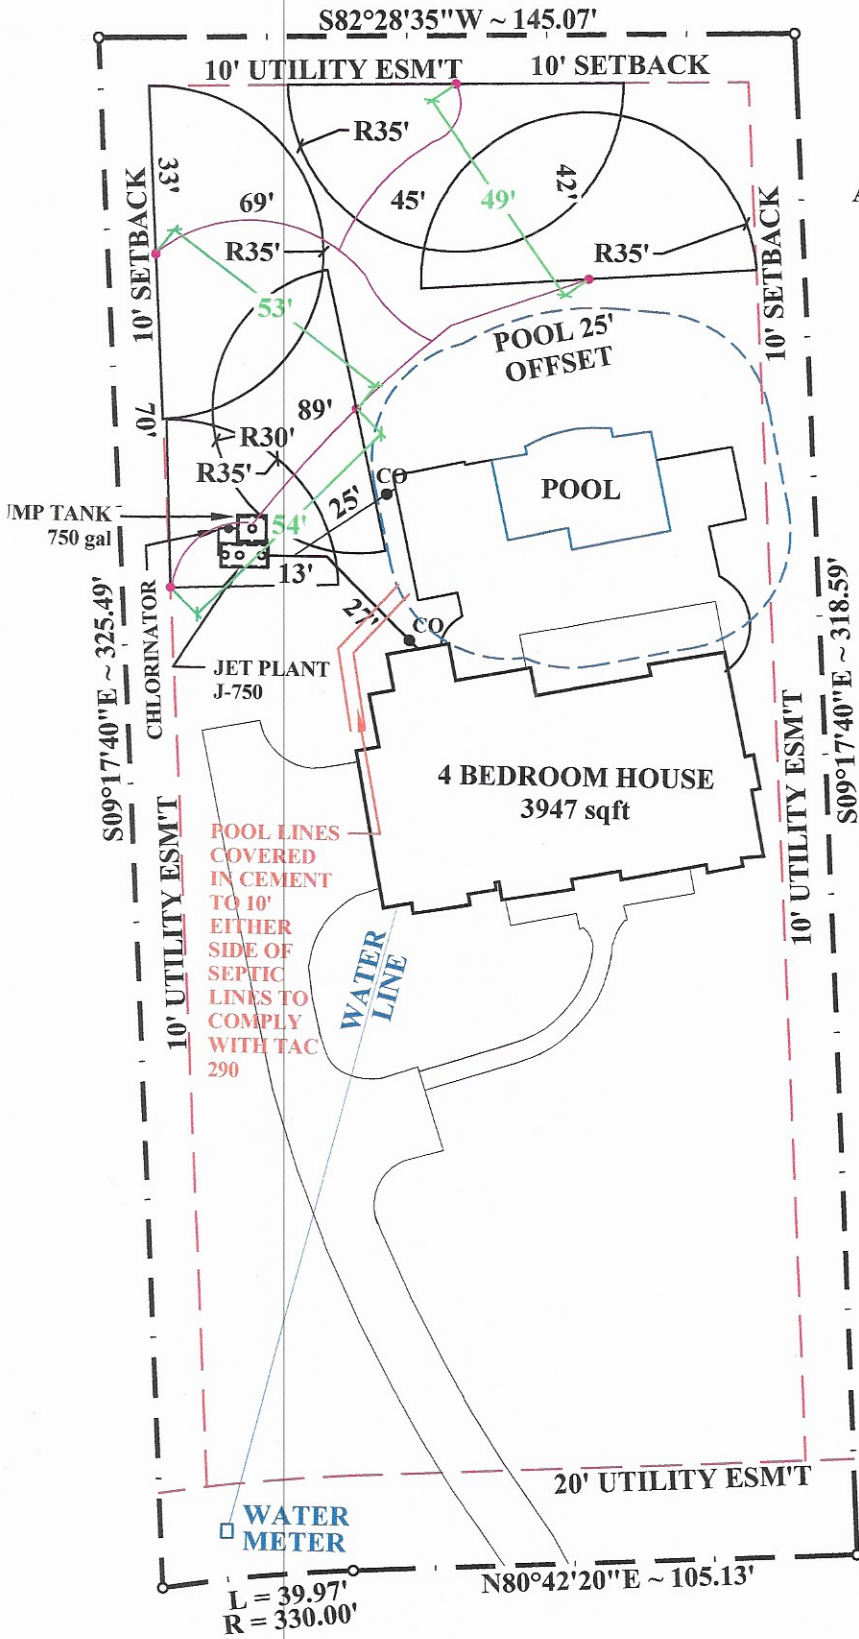 S82°28'35"W ~ 145.07'
10' UTILITY ESM'T
10' SETBACK
R35'
33'
10' SETBACK
69'
45'
49'
42'
R35'
R35'
10' SETBACK
53'
POOL 25'
OFFSET
70'
89'
R30'
R35'
CO
25'
POOL
UMP TANK
750 gal
54'
13'
27'
CO
CHLORINATOR
JET PLANT
J-750
S09°17'40"E ~ 325.49'
S09°17'40"E ~ 318.59'
4 BEDROOM HOUSE
3947 sqft
10' UTILITY ESM'T
10' UTILITY ESM'T
POOL LINES
COVERED
IN CEMENT
TO 10'
EITHER
SIDE OF
SEPTIC
LINES TO
COMPLY
WITH TAC
290
WATER
LINE
20' UTILITY ESM'T
WATER
METER
L = 39.97'
R = 330.00'
N80°42'20"E ~ 105.13'